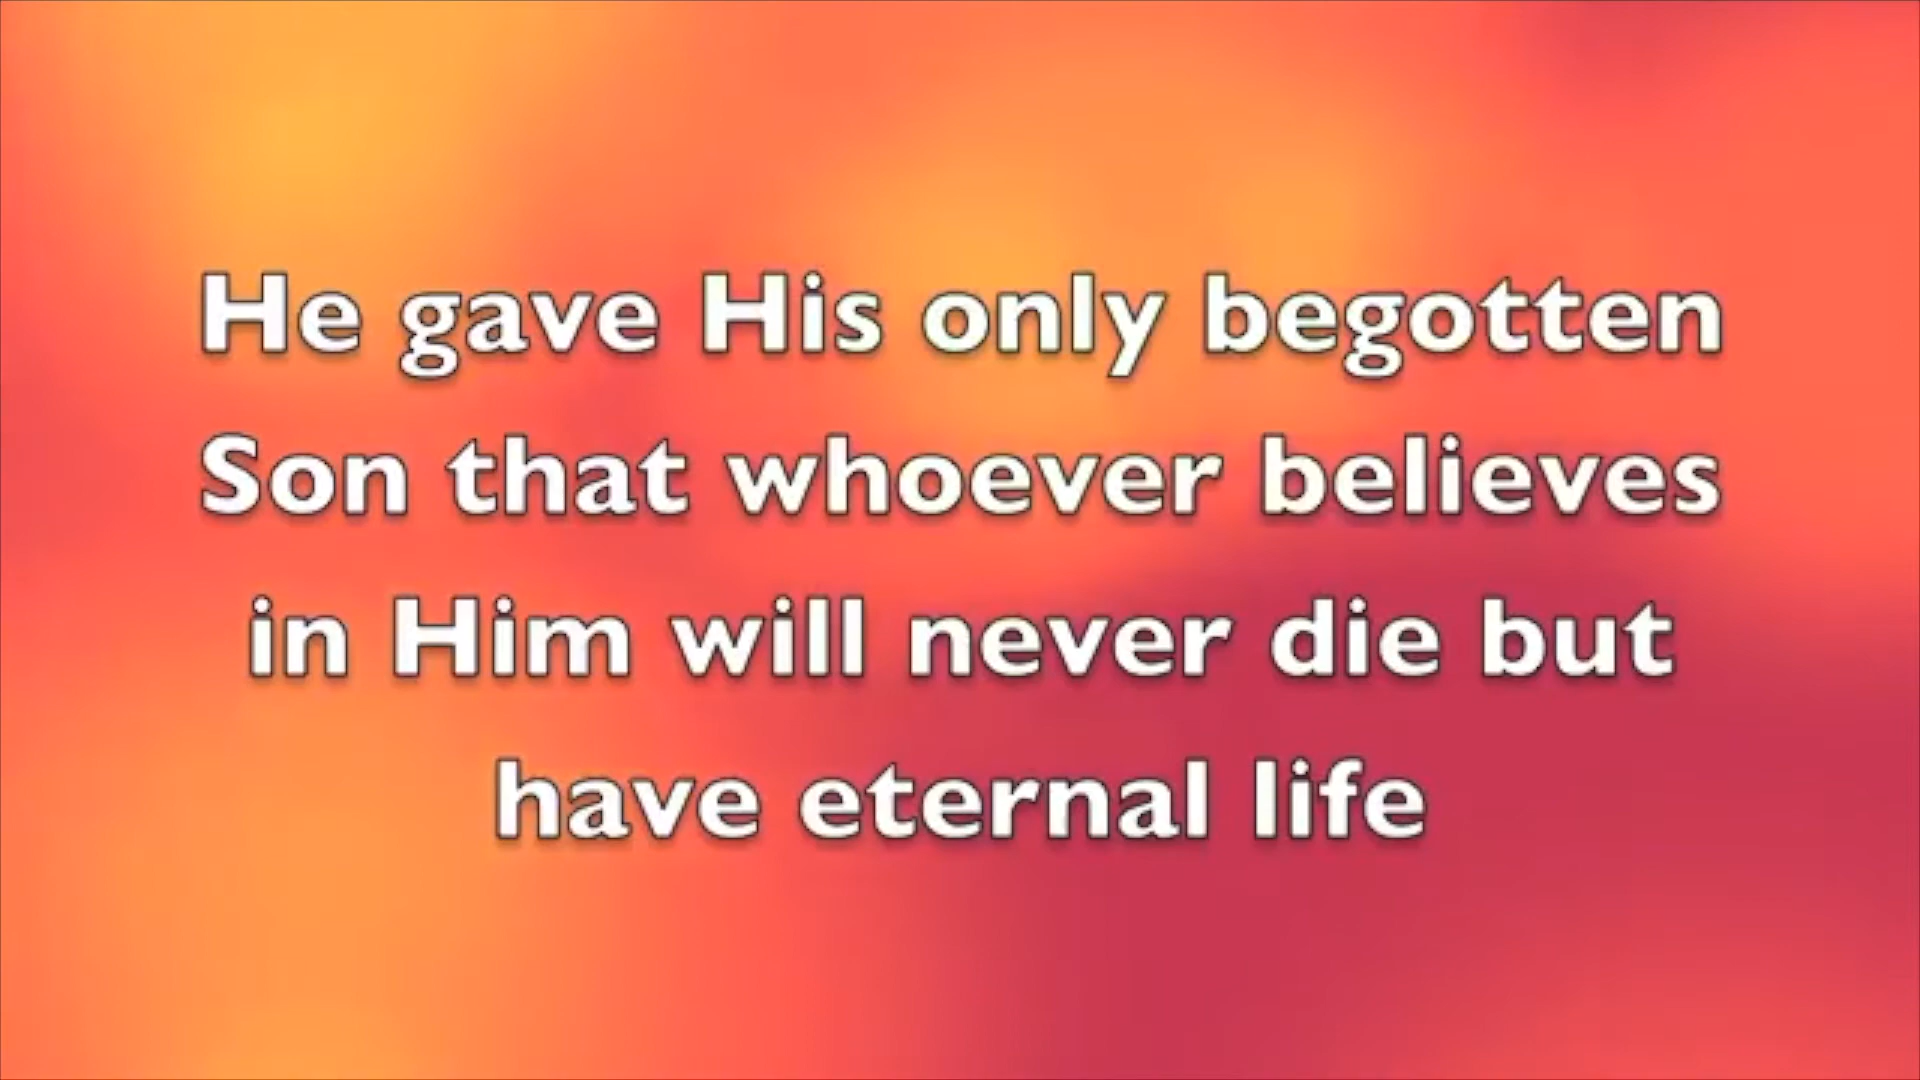 He gave His only begotten
Son that whoever believes
in Him will never die but
have eternal life